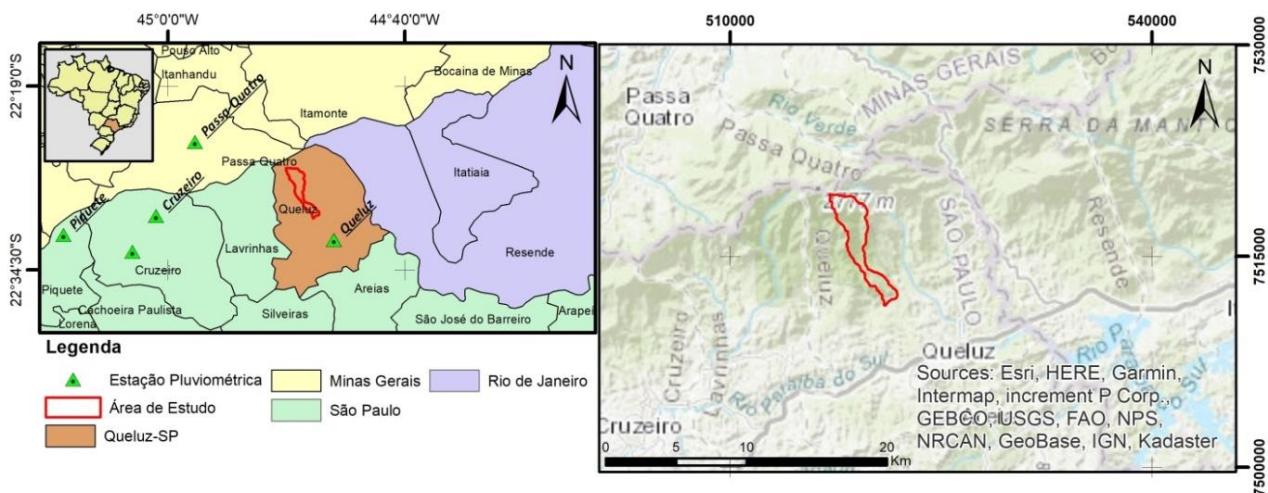 45°0'0"W
44°40'0"W
22°19'0"S
22°34'30"S
Pouso Alto
Itanhandu
Bocaina de Minas
N
Itamonte
Passa-Quatro
Passa Quatro
Itatiaia
Piquete
Cruzeiro
Queluz
Queluz
Lavrinhas
Resende
Cruzeiro
Areias
Piquete
Cachoeira Paulista
Silveiras
São José do Barreiro
Arapei
Lorena
Legenda
Estação Pluviométrica
Minas Gerais
Rio de Janeiro
Área de Estudo
São Paulo
Queluz-SP
510000
540000
7530000
7515000
7500000
N
MINAS GERAIS
Passa
Quatro
Rio Verde
Passa Quatro
SERRA DA MANTIQ
2777 m
Queluz
SAO PAULO
Resende
Cruzeiro
Lavrinhas
Rio Paraíba do Sul
Queluz
Cruzeiro
Sources: Esri, HERE, Garmin,
Intermap, increment P Corp.,
GEBCO, USGS, FAO, NPS,
NRCAN, GeoBase, IGN, Kadaster
0 5 10 20
Km